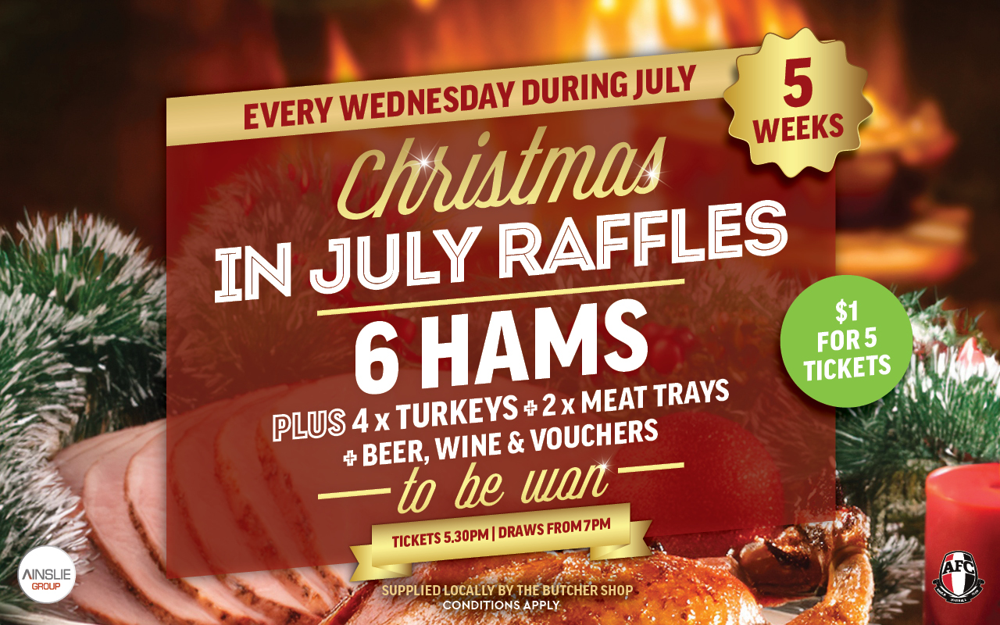 EVERY WEDNESDAY DURING JULY
5
WEEKS
Christmas
IN JULY RAFFLES
6 HAMS
$1
FOR 5
TICKETS
PLUS 4 x TURKEYS + 2 x MEAT TRAYS
+ BEER, WINE & VOUCHERS
to be won
TICKETS 5.30PM | DRAWS FROM 7PM
AINSLIE
GROUP
AFC
SUPPLIED LOCALLY BY THE BUTCHER SHOP
CONDITIONS APPLY